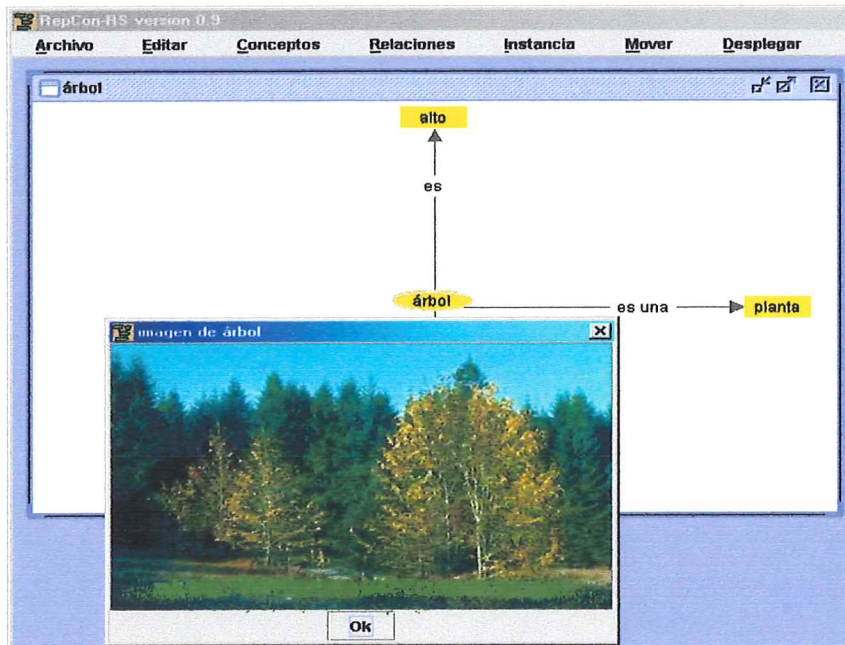 RepCon-RS version 0.9
Archivo Editar Conceptos Relaciones Instancia Mover Desplegar
árbol
alto
es
árbol
es una
planta
imagen de árbol
Ok